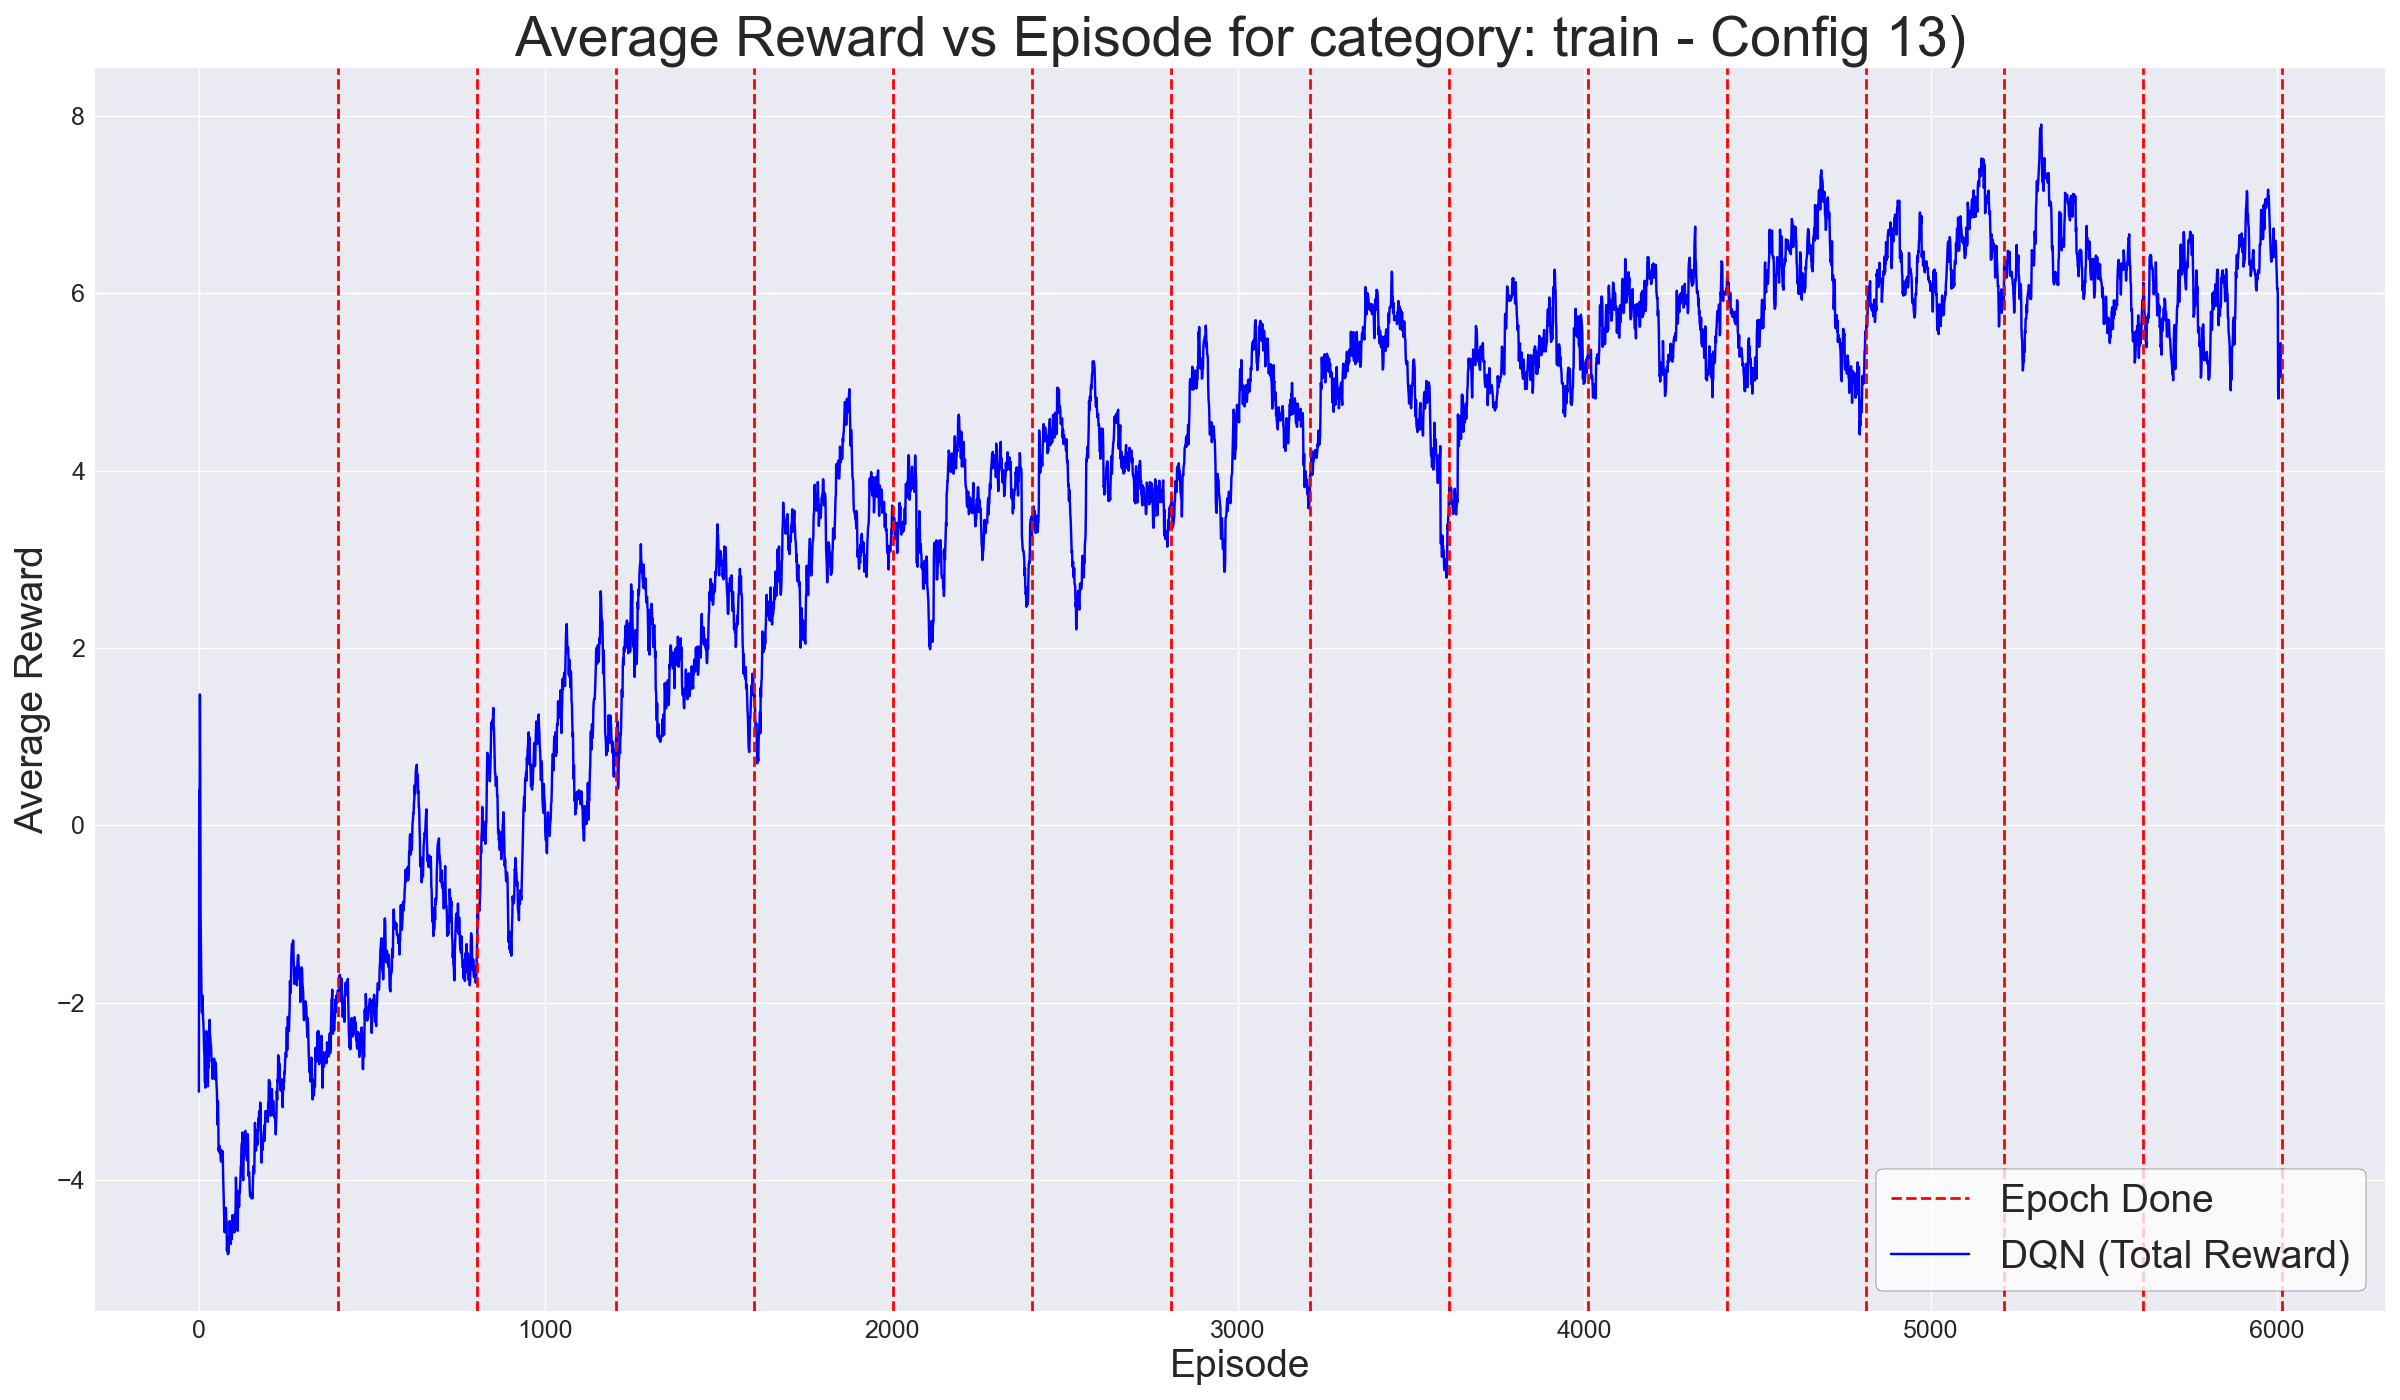 Average Reward vs Episode for category: train - Config 13)
Average Reward
8
6
4
2
0
−2
−4
0 1000 2000 3000 4000 5000 6000
Episode
Epoch Done
DQN (Total Reward)